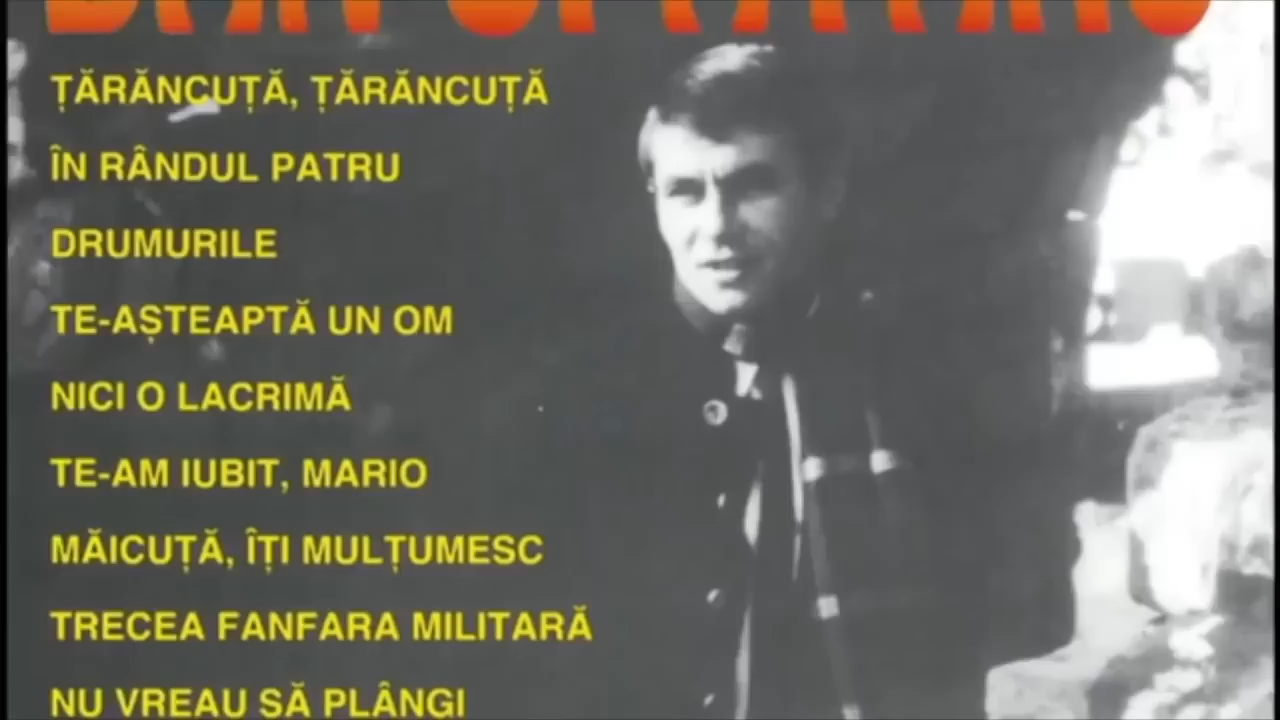 ȚĂRĂNCUȚĂ, ȚĂRĂNCUȚĂ
ÎN RÂNDUL PATRU
DRUMURILE
TE-AȘTEAPTĂ UN OM
NICI O LACRIMĂ
TE-AM IUBIT, MARIO
MĂICUȚĂ, ÎȚI MULȚUMESC
TRECEA FANFARA MILITARĂ
NU VREAU SĂ PLÂNGI